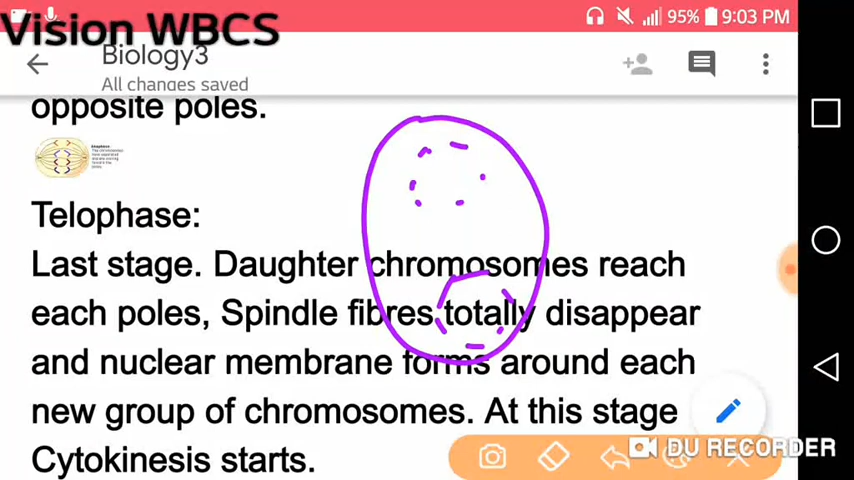 95% 9:03 PM
Vision WBCS
Biology3
All changes saved
opposite poles.
Telophase:
Last stage. Daughter chromosomes reach
each poles, Spindle fibres totally disappear
and nuclear membrane forms around each
new group of chromosomes. At this stage
Cytokinesis starts.
DU RECORDER